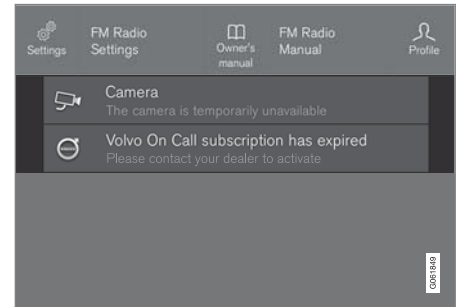 Settings
FM Radio
Settings
Owner's
manual
FM Radio
Manual
Profile
Camera
The camera is temporarily unavailable
Volvo On Call subscription has expired
Please contact your dealer to activate
G061849